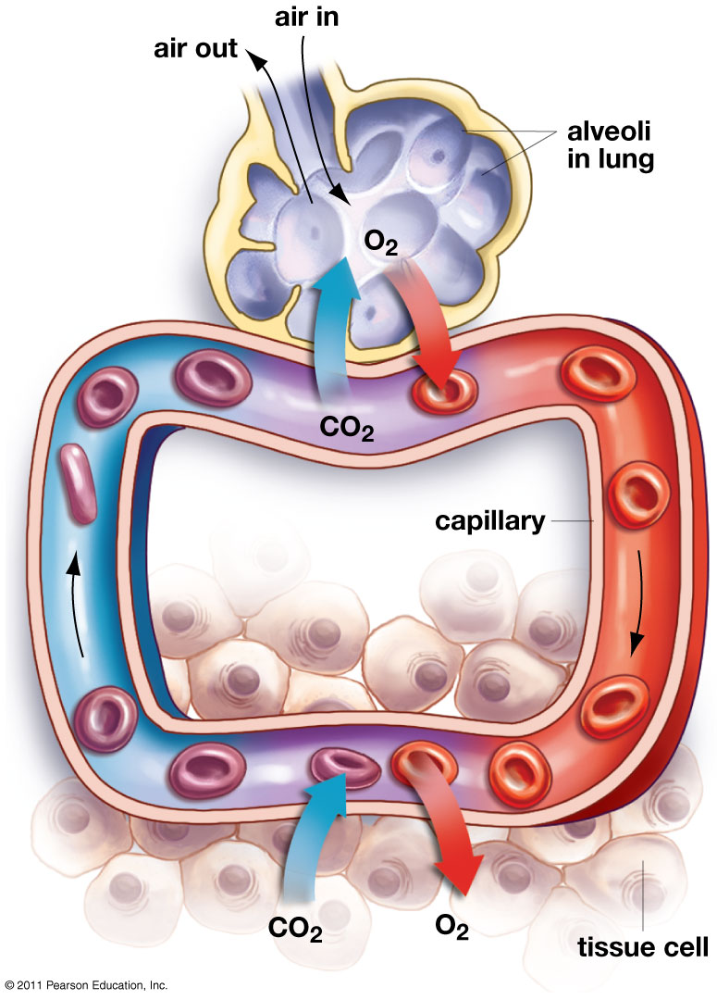 air in
air out
alveoli
in lung
O₂
CO₂
capillary
CO₂
O₂
tissue cell
© 2011 Pearson Education, Inc.